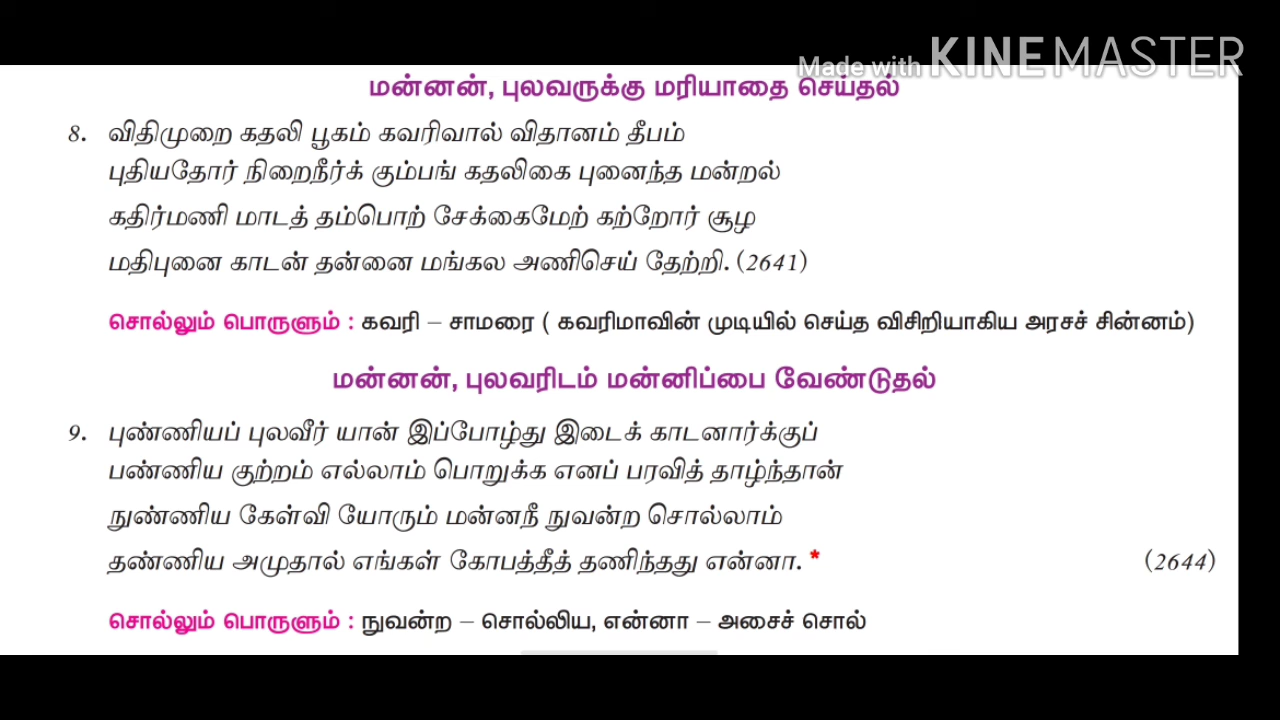 Made with KINEMASTER
மன்னன், புலவருக்கு மரியாதை செய்தல்
8. விதிமுறை கதலி பூகம் கவரிவால் விதானம் தீபம்
புதியதோர் நிறைநீர்க் கும்பங் கதலிகை புனைந்த மன்றல்
கதிர்மணி மாடத் தம்பொற் சேக்கைமேற் கற்றோர் சூழ
மதிபுனை காடன் தன்னை மங்கல அணிசெய் தேற்றி. (2641)
சொல்லும் பொருளும் : கவரி – சாமரை ( கவரிமாவின் முடியில் செய்த விசிறியாகிய அரசச் சின்னம்)
மன்னன், புலவரிடம் மன்னிப்பை வேண்டுதல்
9. புண்ணியப் புலவீர் யான் இப்போழ்து இடைக் காடனார்க்குப்
பண்ணிய குற்றம் எல்லாம் பொறுக்க எனப் பரவித் தாழ்ந்தான்
நுண்ணிய கேள்வி யோரும் மன்னநீ நுவன்ற சொல்லாம்
தண்ணிய அமுதால் எங்கள் கோபத்தீத் தணிந்தது என்னா. * (2644)
சொல்லும் பொருளும் : நுவன்ற – சொல்லிய, என்னா – அசைச் சொல்